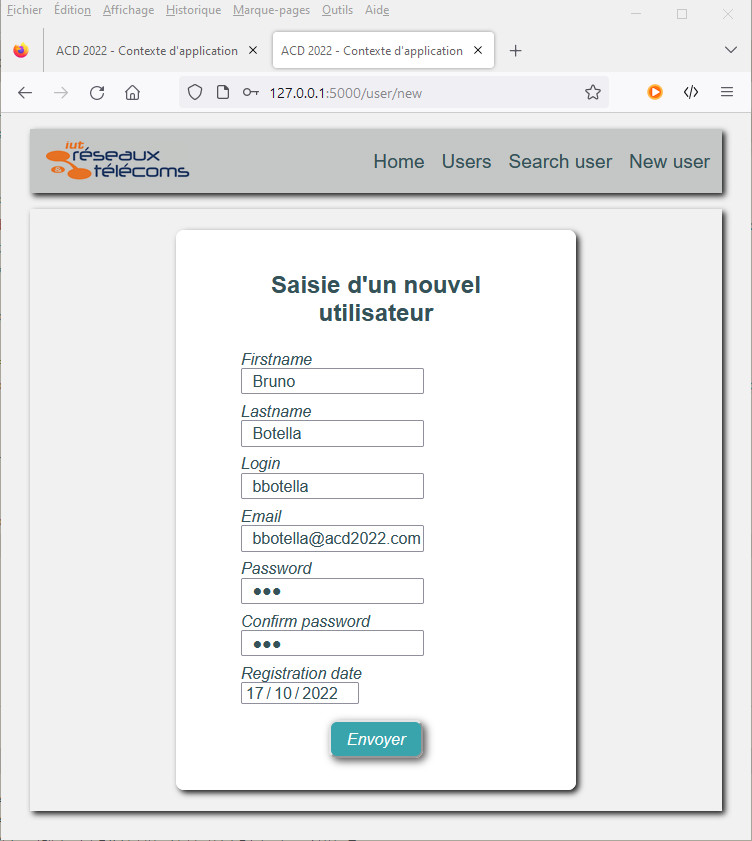 Fichier Édition Affichage Historique Marque-pages Outils Aide
ACD 2022 - Contexte d'application
ACD 2022 - Contexte d'application
127.0.0.1:5000/user/new
iut
réseaux
& télécoms
Home Users Search user New user
Saisie d'un nouvel
utilisateur
Firstname
Bruno
Lastname
Botella
Login
bbotella
Email
bbotella@acd2022.com
Password
●●●
Confirm password
●●●
Registration date
17/10/2022
Envoyer